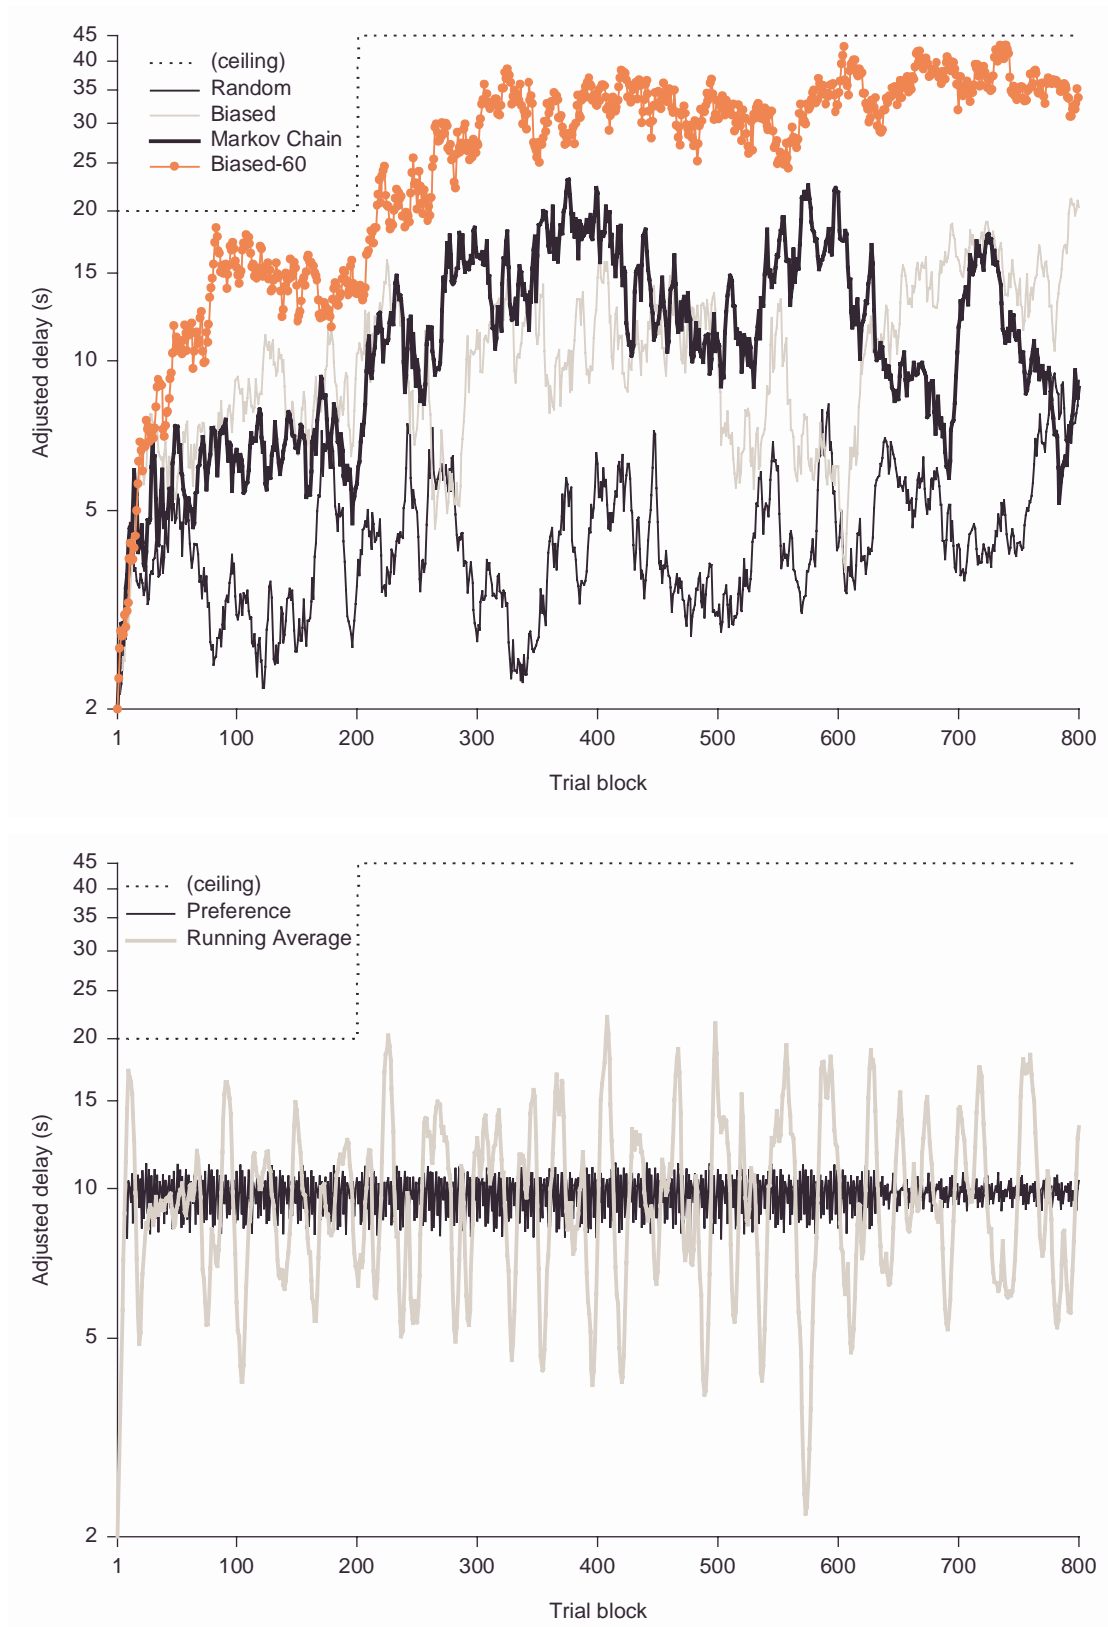 45
40
35
30
25
20
15
10
5
2
Adjusted delay (s)
(ceiling)
Random
Biased
Markov Chain
Biased-60
1 100 200 300 400 500 600 700 800
Trial block
45
40
35
30
25
20
15
10
5
2
Adjusted delay (s)
(ceiling)
Preference
Running Average
1 100 200 300 400 500 600 700 800
Trial block